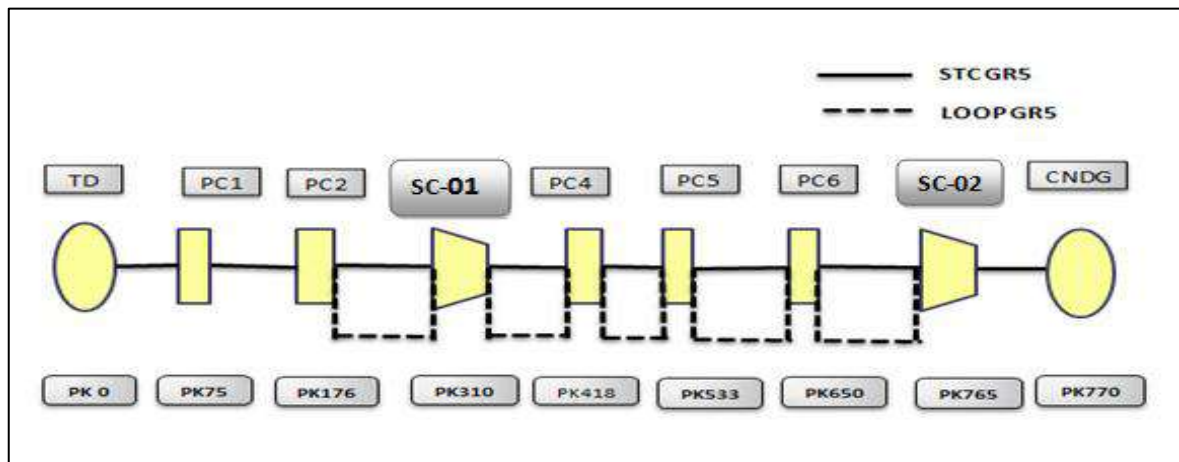 STCGR5
LOOPGR5
TD
PC1
PC2
SC-01
PC4
PC5
PC6
SC-02
CNDG
PK 0
PK75
PK176
PK310
PK418
PK533
PK650
PK765
PK770